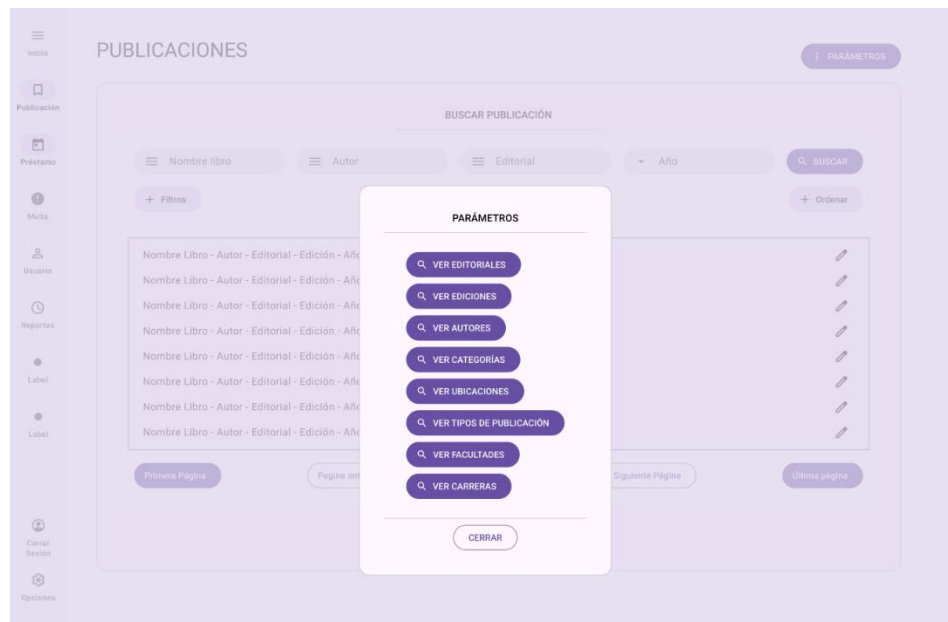 Inicio
PUBLICACIONES
⋮ PARÁMETROS
Publicación
BUSCAR PUBLICACIÓN
Préstamo
Nombre libro
Autor
Editorial
Año
BUSCAR
+ Filtros
+ Ordenar
Multa
PARÁMETROS
Usuario
Nombre Libro - Autor - Editorial - Edición - Año
VER EDITORIALES
Nombre Libro - Autor - Editorial - Edición - Año
VER EDICIONES
Reportes
Nombre Libro - Autor - Editorial - Edición - Año
VER AUTORES
Nombre Libro - Autor - Editorial - Edición - Año
VER CATEGORÍAS
Nombre Libro - Autor - Editorial - Edición - Año
Label
Nombre Libro - Autor - Editorial - Edición - Año
VER UBICACIONES
Nombre Libro - Autor - Editorial - Edición - Año
VER TIPOS DE PUBLICACIÓN
Label
Nombre Libro - Autor - Editorial - Edición - Año
VER FACULTADES
Primera Página
Pagina ant
Siguiente Página
Última página
VER CARRERAS
CERRAR
Cerrar
Sesión
Opciones